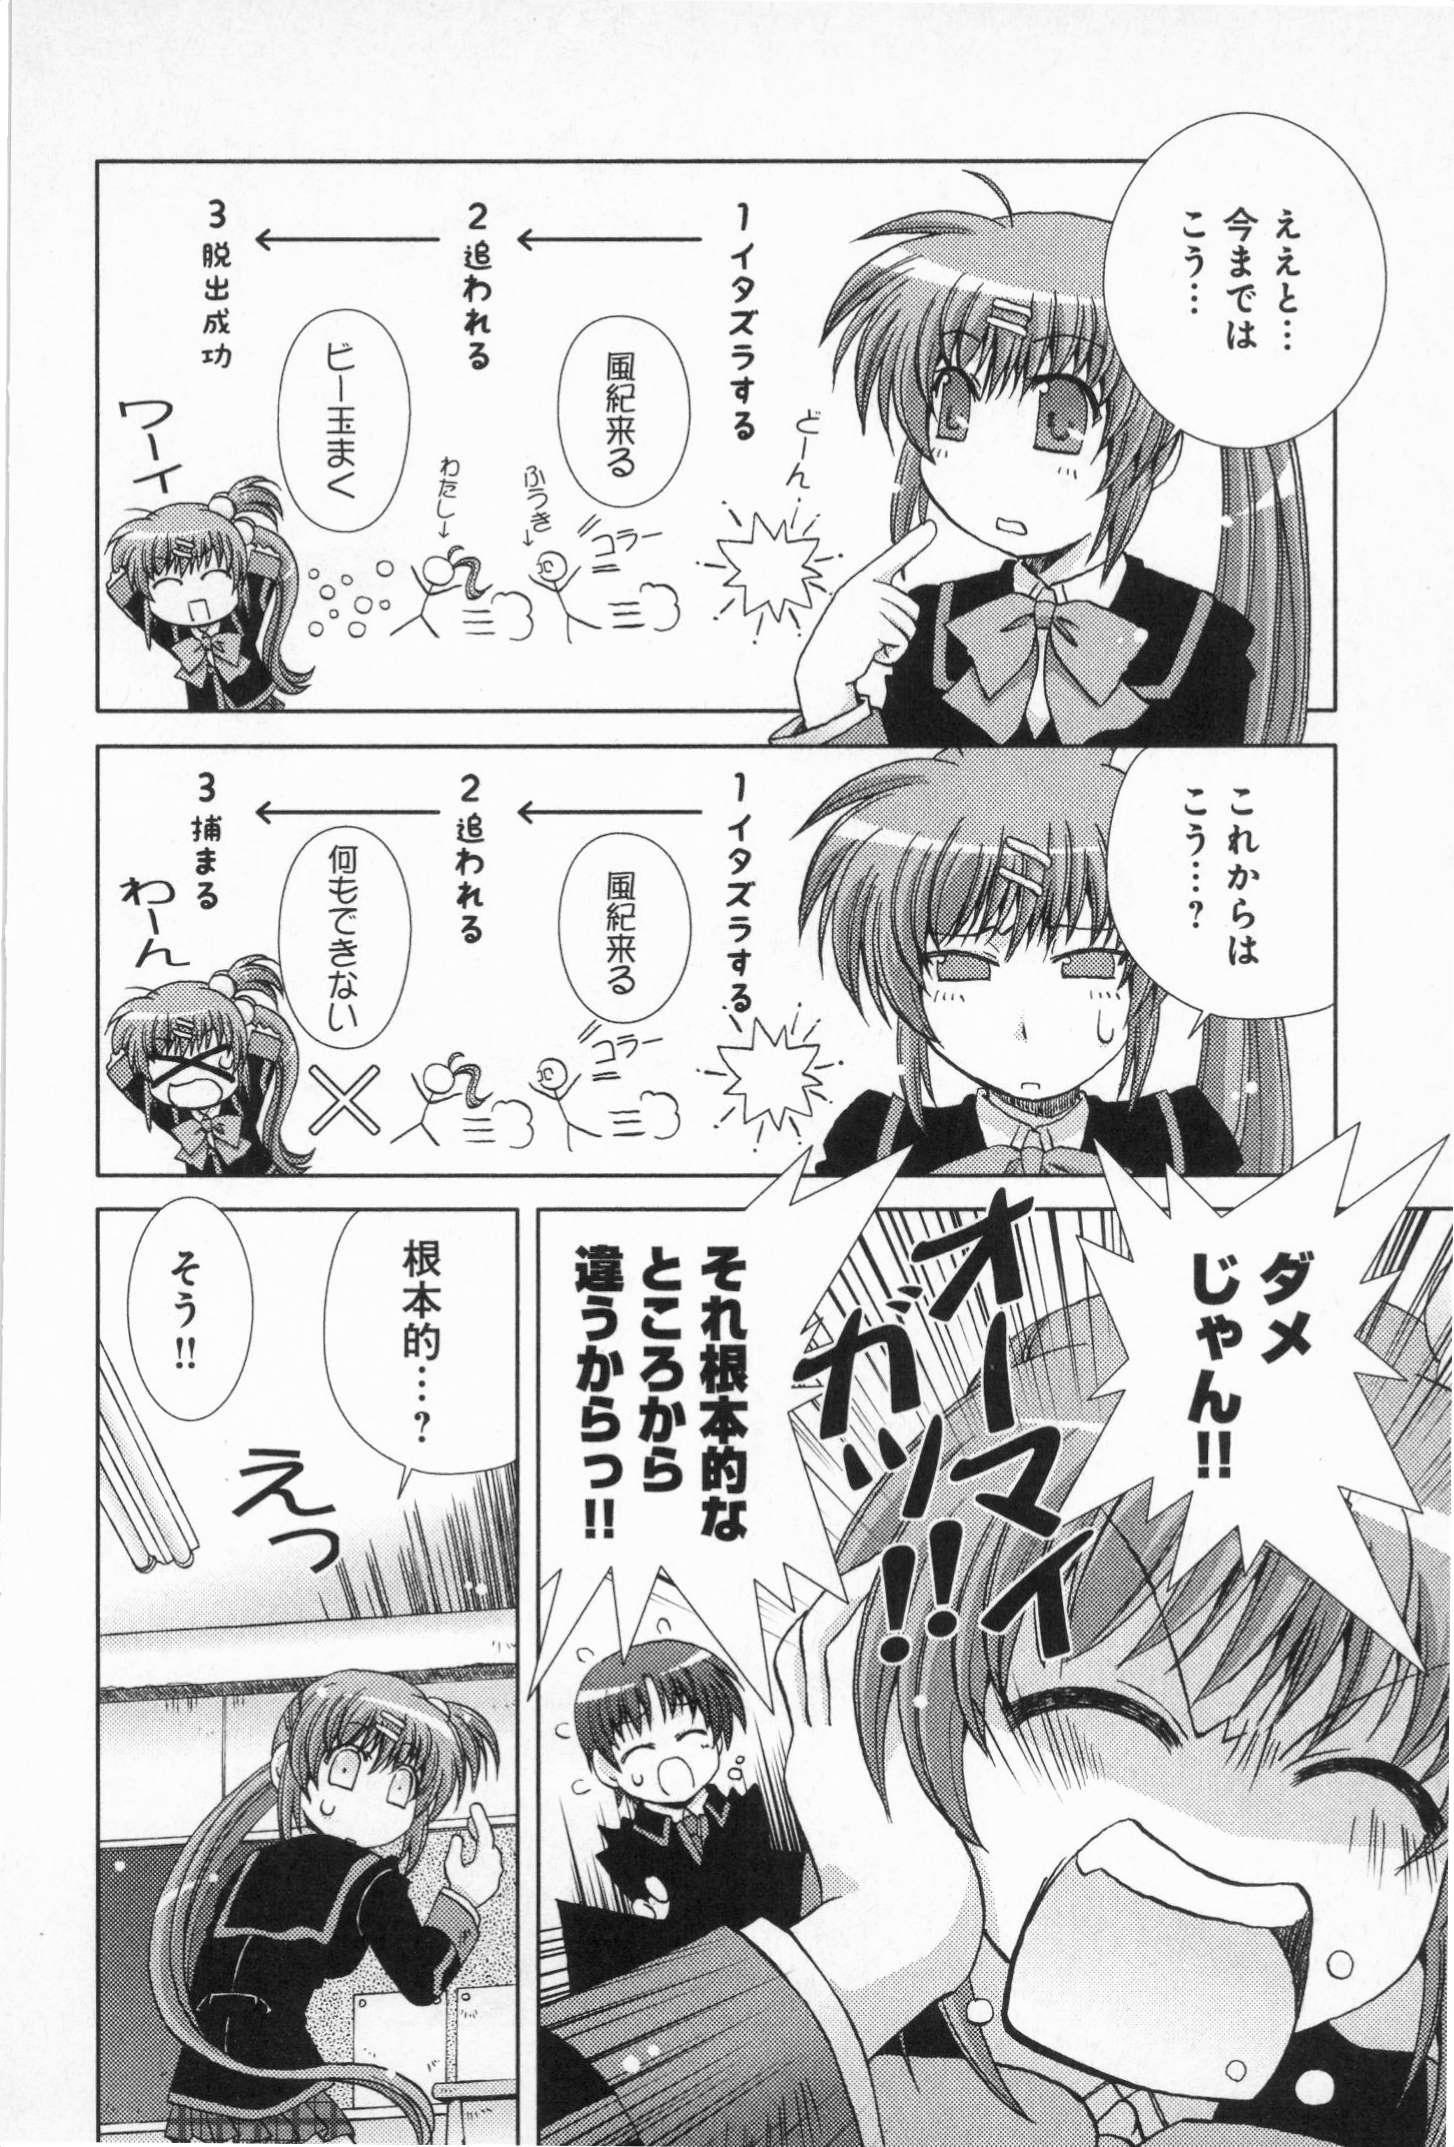 ええと…
今までは
こう…
1イタズラする
どーん…
風紀来る
コラー
ふうき→
2追われる
わたし→
ビー玉まく
3脱出成功
ワーイ
これからは
こう…?
1イタズラする
風紀来る
コラー
2追われる
何もできない
3捕まる
わーん
ダメ
じゃん!!
オーマイ
ガッ!!
それ根本的な
ところから
違うからっ!!
根本的…?
そう!!
えっ